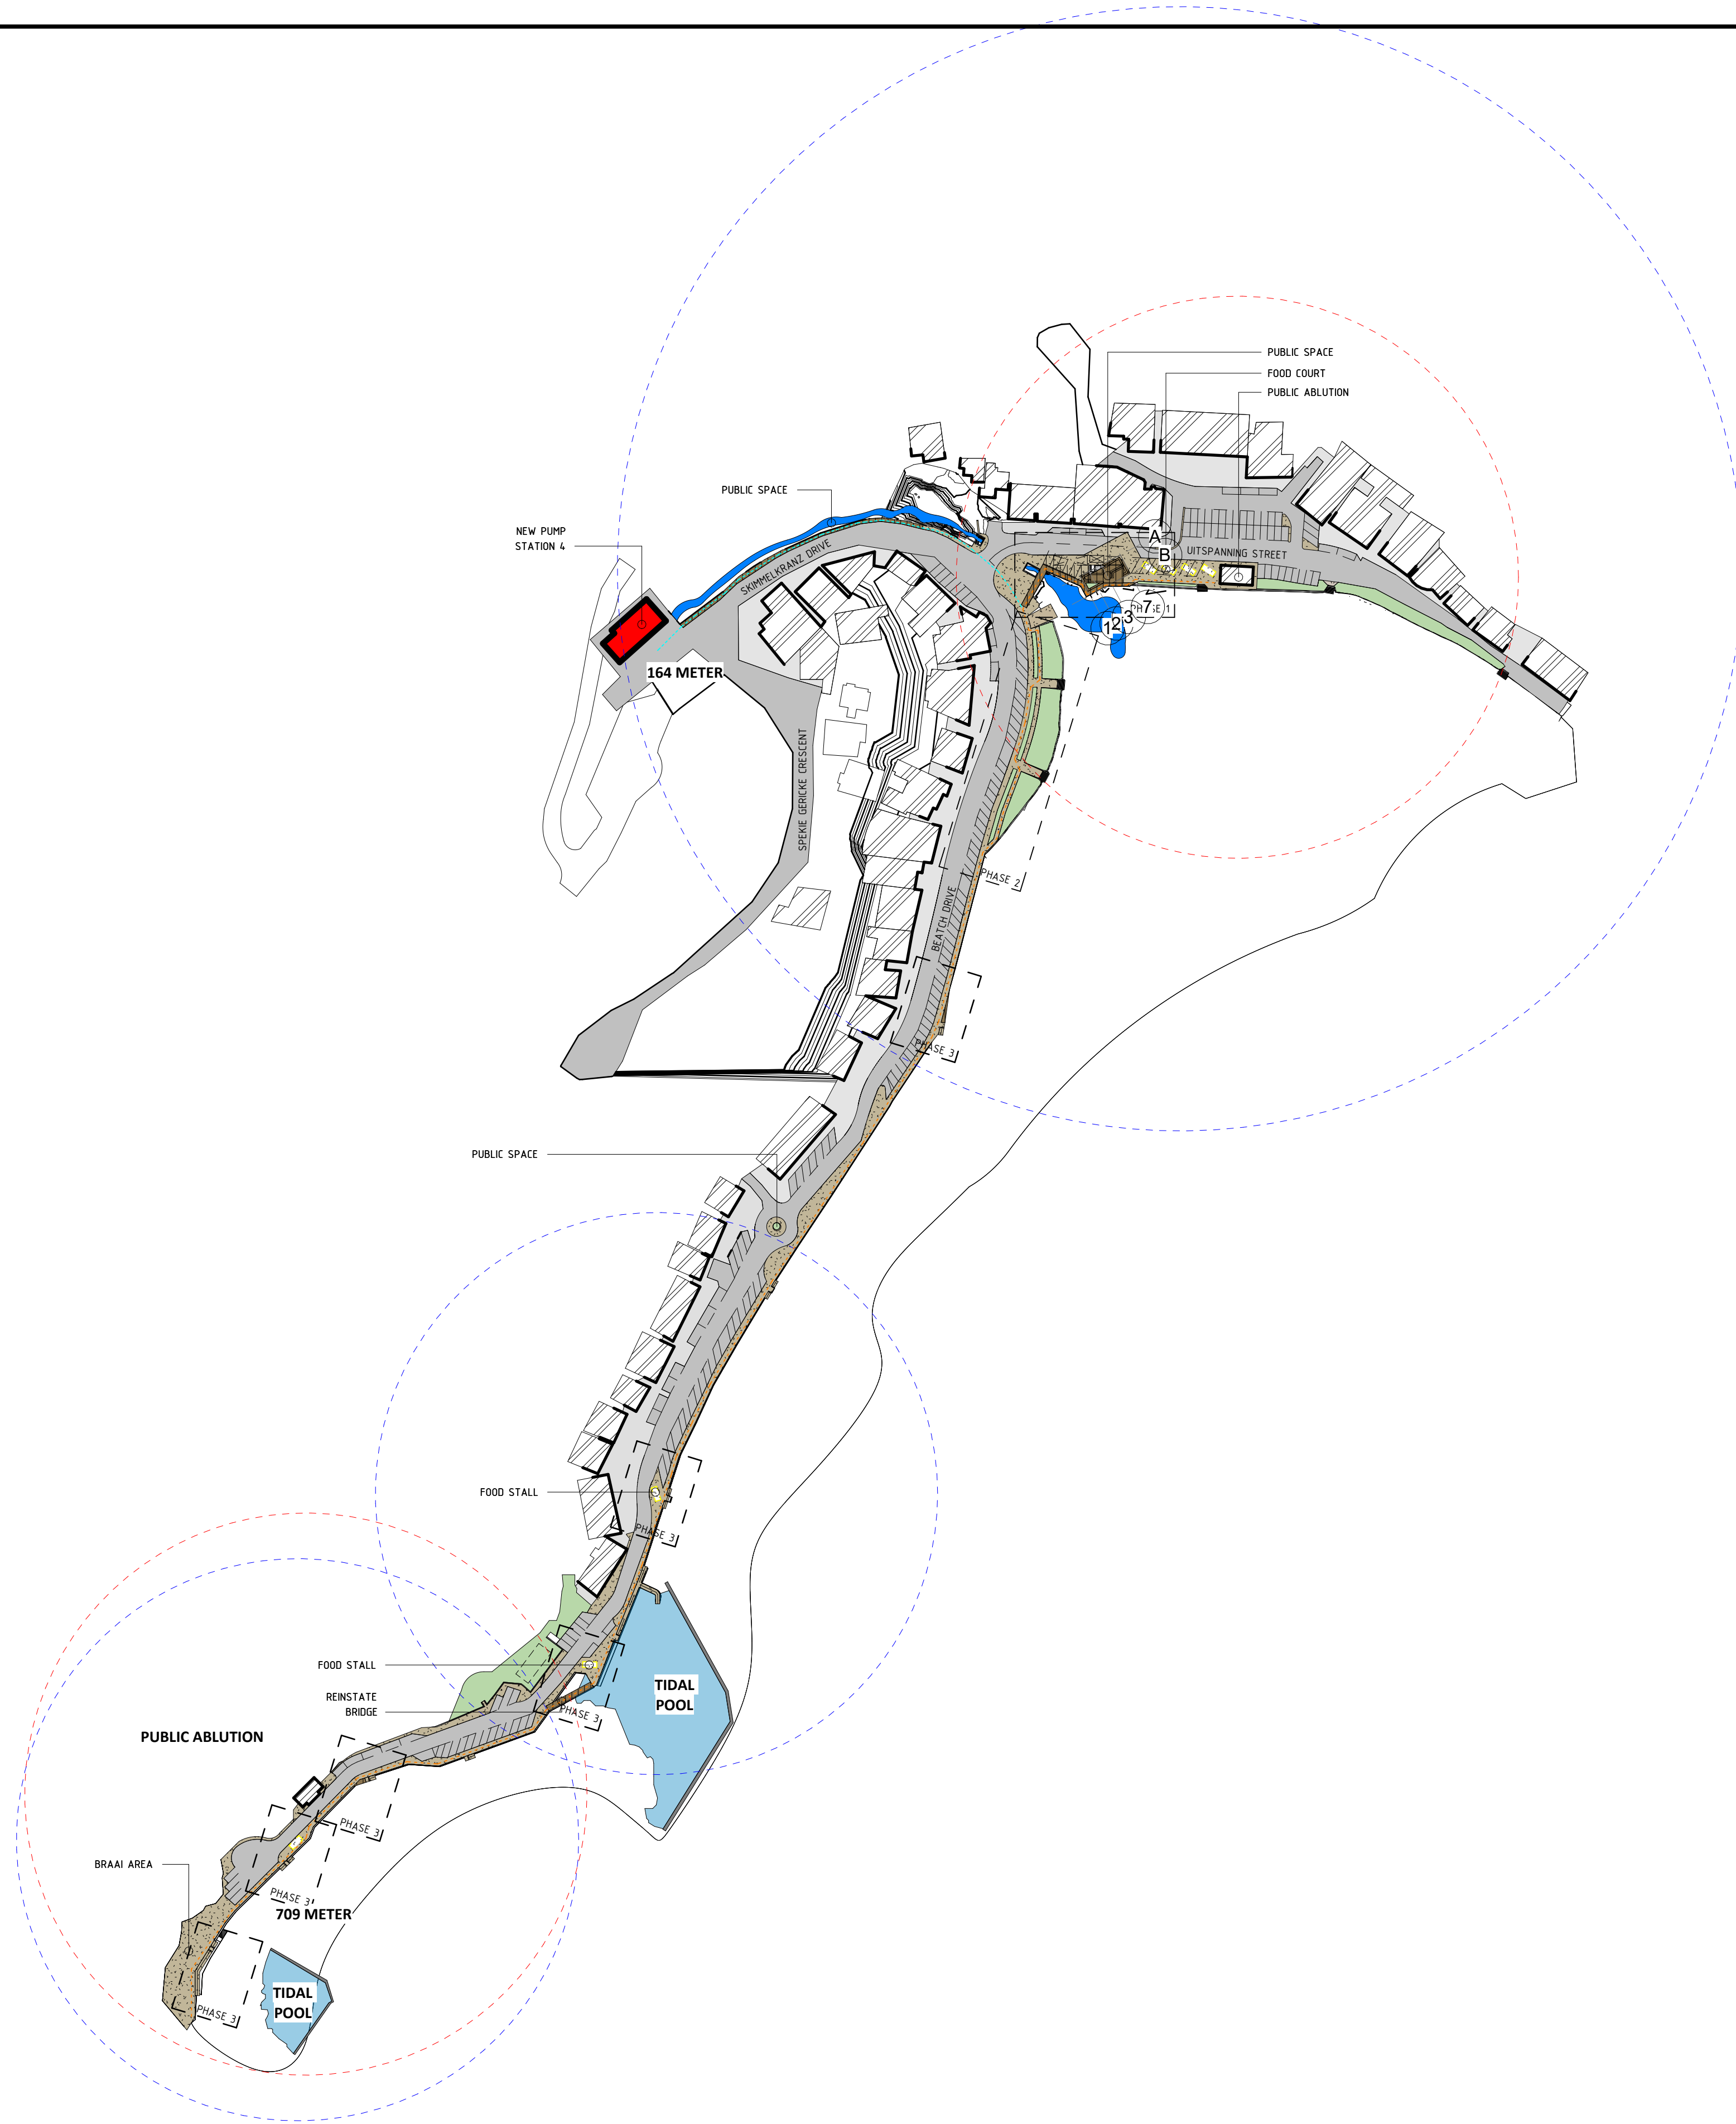 PUBLIC SPACE
FOOD COURT
PUBLIC ABLUTION
PUBLIC SPACE
NEW PUMP
STATION 4
SKIMMELKRANZ DRIVE
A
B
UITSPANNING STREET
PHASE 1
1
2
3
7
164 METER
SPEKIE GERICKE CRESCENT
PHASE 2
BEATCH DRIVE
PHASE 3
PUBLIC SPACE
FOOD STALL
PHASE 3
FOOD STALL
REINSTATE
BRIDGE
TIDAL
POOL
PHASE 3
PUBLIC ABLUTION
PHASE 3
BRAAI AREA
PHASE 3
709 METER
TIDAL
POOL
PHASE 3